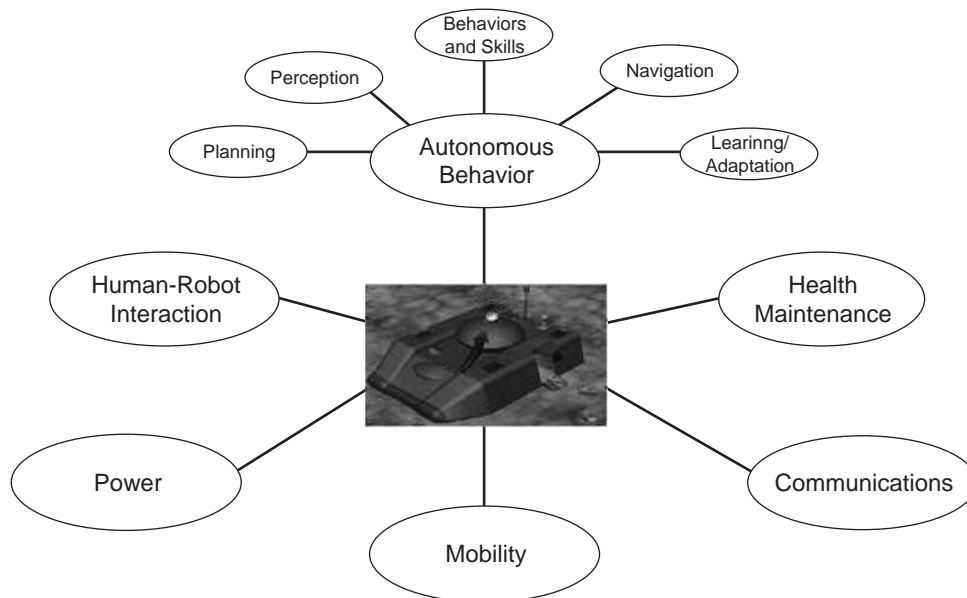 Behaviors
and Skills
Perception
Navigation
Planning
Autonomous
Behavior
Learinng/
Adaptation
Human-Robot
Interaction
Health
Maintenance
Power
Communications
Mobility